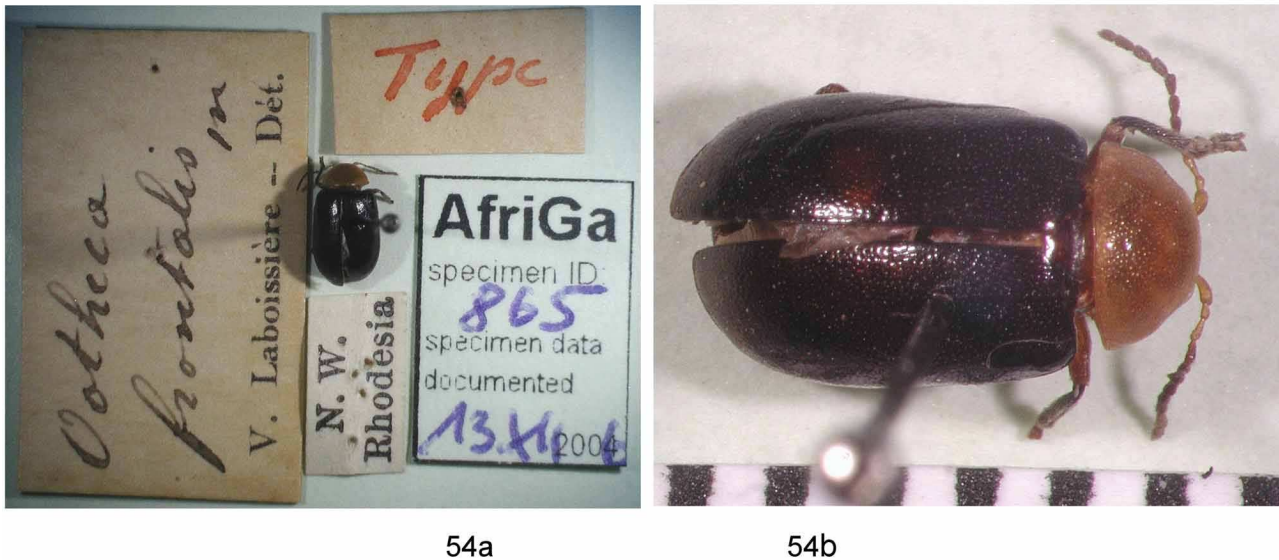 Ootheca
frontalis m
V. Laboissière -- Dét.
Type
N. W.
Rhodesia
AfriGa
specimen ID:
865
specimen data
documented
13. XI 2004
54a
54b